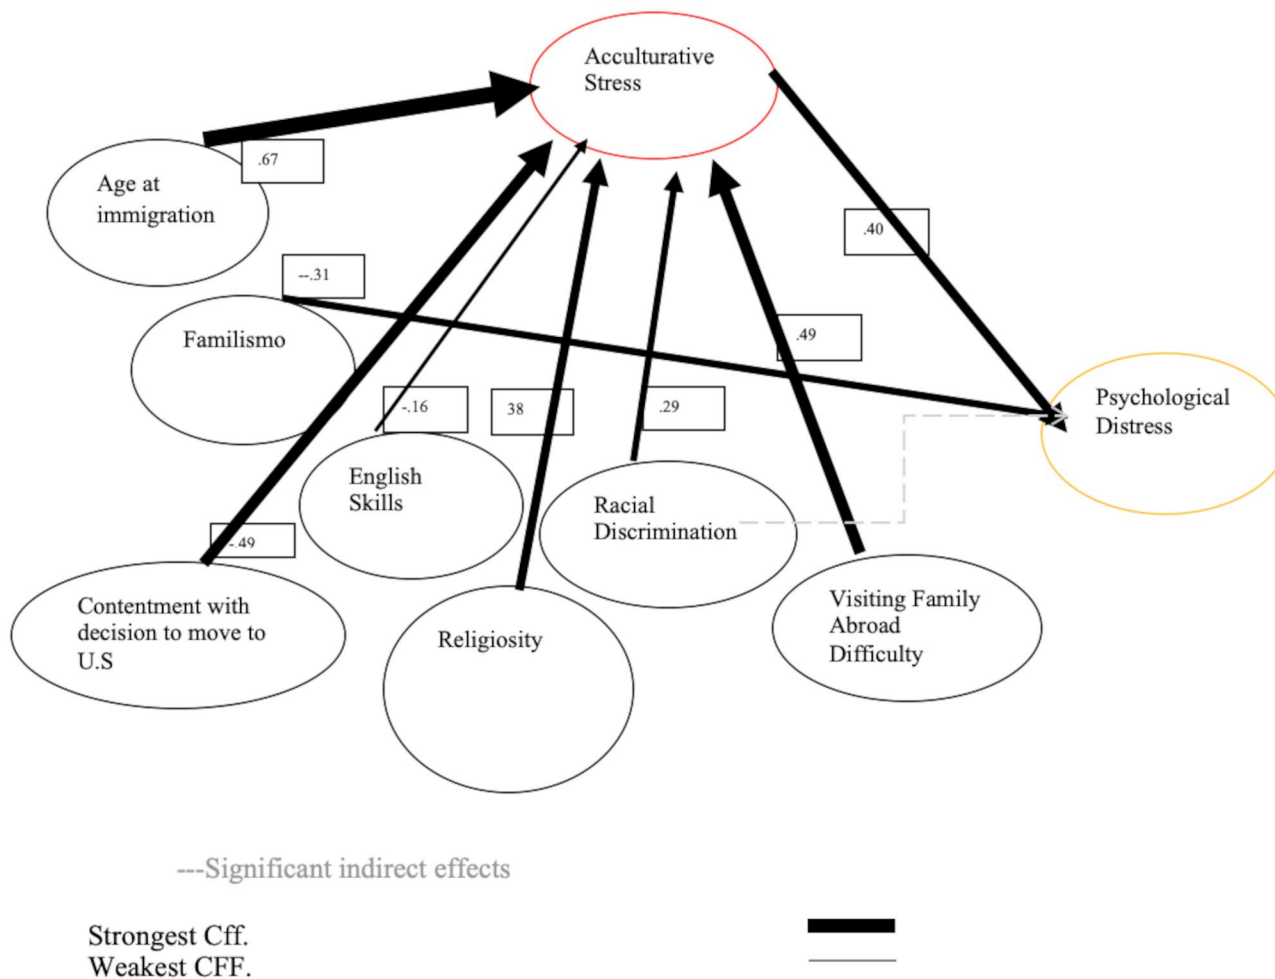 Acculturative
Stress
.67
Age at
immigration
.40
--.31
Familismo
.49
Psychological
Distress
-.16
38
.29
English
Skills
Racial
Discrimination
-.49
Contentment with
decision to move to
U.S
Religiosity
Visiting Family
Abroad
Difficulty
---Significant indirect effects
Strongest Cff.
Weakest CFF.